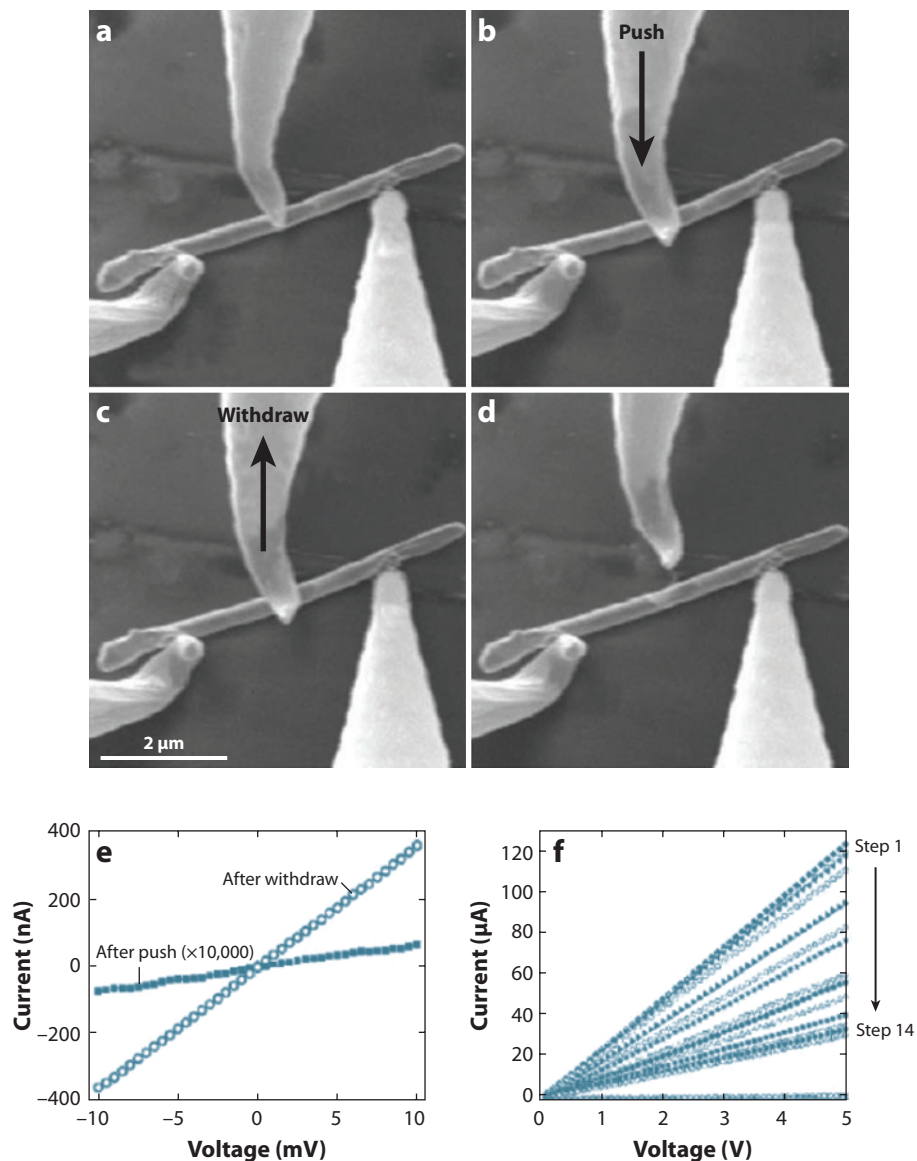 a
b
Push
c
Withdraw
2 μm
d
e
Current (nA)
400
200
0
−200
−400
After withdraw
After push (×10,000)
−10
−5
0
5
10
Voltage (mV)
f
Current (μA)
120
100
80
60
40
20
0
Step 1
Step 14
0
1
2
3
4
5
Voltage (V)